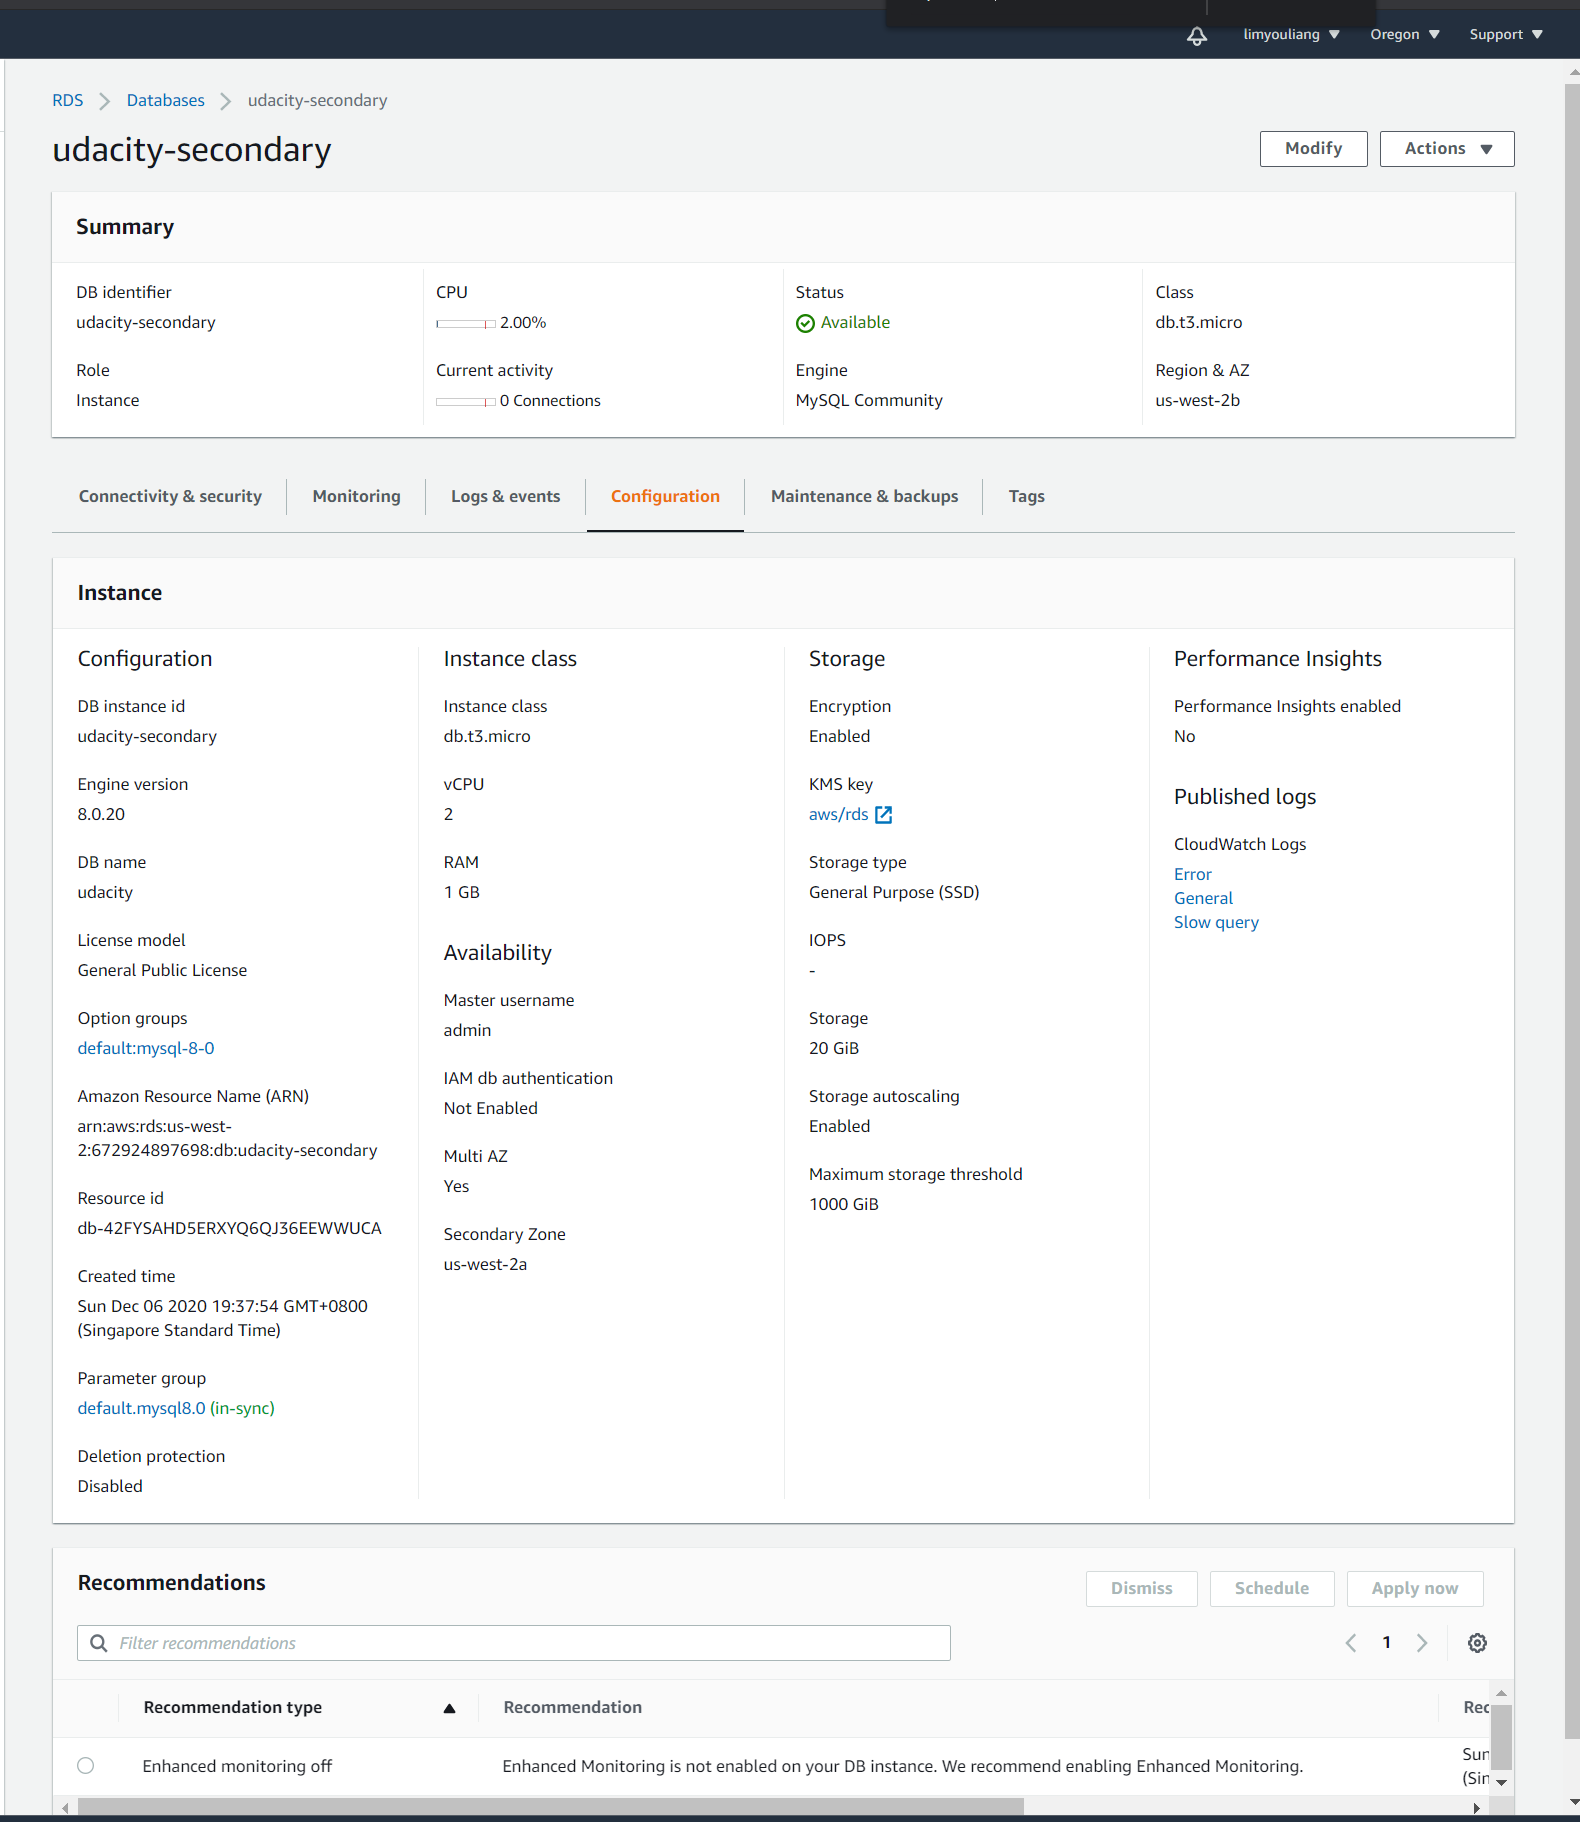 limyouliang Oregon Support
RDS Databases udacity-secondary
udacity-secondary
Modify Actions
Summary
DB identifier
udacity-secondary
CPU
2.00%
Status
Available
Class
db.t3.micro
Role
Instance
Current activity
0 Connections
Engine
MySQL Community
Region & AZ
us-west-2b
Connectivity & security Monitoring Logs & events Configuration Maintenance & backups Tags
Instance
Configuration
DB instance id
udacity-secondary
Engine version
8.0.20
DB name
udacity
License model
General Public License
Option groups
default:mysql-8-0
Amazon Resource Name (ARN)
arn:aws:rds:us-west-
2:672924897698:db:udacity-secondary
Resource id
db-42FYSAHD5ERXYQ6QJ36EEWWUCA
Created time
Sun Dec 06 2020 19:37:54 GMT+0800
(Singapore Standard Time)
Parameter group
default.mysql8.0 (in-sync)
Deletion protection
Disabled
Instance class
Instance class
db.t3.micro
vCPU
2
RAM
1 GB
Availability
Master username
admin
IAM db authentication
Not Enabled
Multi AZ
Yes
Secondary Zone
us-west-2a
Storage
Encryption
Enabled
KMS key
aws/rds
Storage type
General Purpose (SSD)
IOPS
-
Storage
20 GiB
Storage autoscaling
Enabled
Maximum storage threshold
1000 GiB
Performance Insights
Performance Insights enabled
No
Published logs
CloudWatch Logs
Error
General
Slow query
Recommendations
Dismiss Schedule Apply now
Filter recommendations
1
Recommendation type Recommendation Rec
Enhanced monitoring off Enhanced Monitoring is not enabled on your DB instance. We recommend enabling Enhanced Monitoring. Sun
(Sin